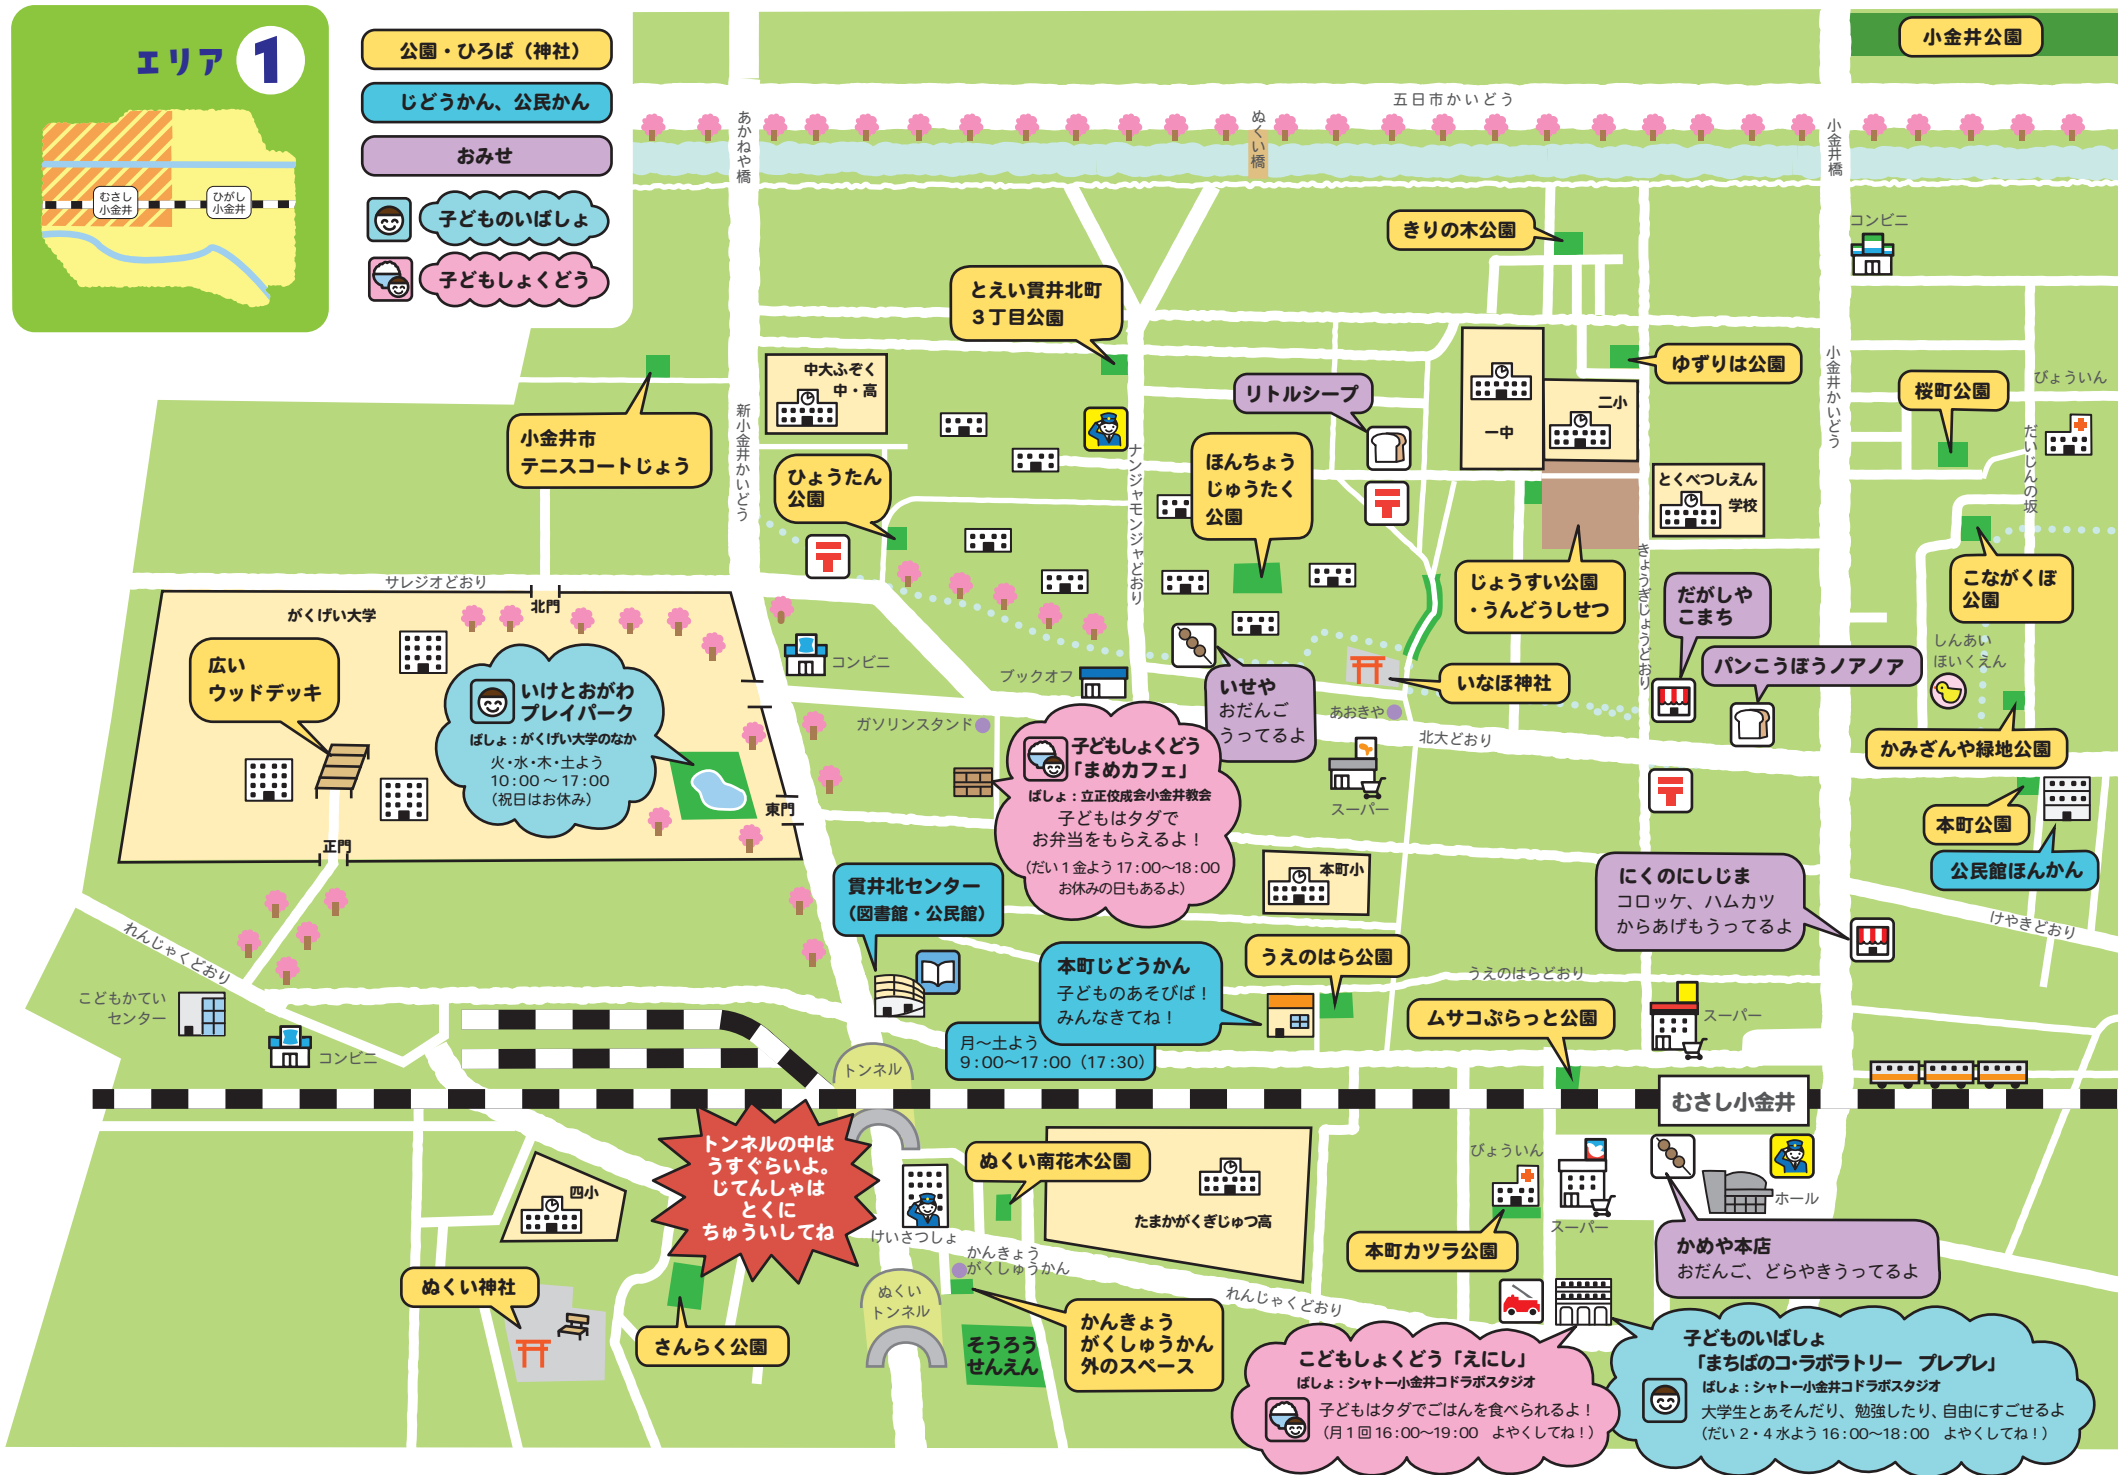 エリア 1
むさし
小金井
ひがし
小金井
公園・ひろば（神社）
じどうかん、公民かん
おみせ
子どものいばしょ
子どもしょくどう
小金井公園
五日市かいどう
あかねや橋
ぬくい橋
小金井橋
コンビニ
きりの木公園
とえい貫井北町
３丁目公園
中大ふぞく
中・高
小金井市
テニスコートじょう
新小金井かいどう
ひょうたん
公園
ナンジャモンジャどおり
リトルシープ
ほんちょう
じゅうたく
公園
一中
二小
ゆずりは公園
小金井かいどう
桜町公園
びょういん
だいじんの坂
とくべつしえん
学校
じょうすい公園
・うんどうしせつ
きょうぎじょうどおり
だがしや
こまち
パンこうぼうノアノア
こながくぼ
公園
しんあい
ほいくえん
かみざんや緑地公園
サレジオどおり
北門
がくげい大学
広い
ウッドデッキ
いけとおがわ
プレイパーク
ばしょ：がくげい大学のなか
火・水・木・土よう
10：00～17：00
（祝日はお休み）
東門
正門
コンビニ
ガソリンスタンド
ブックオフ
いせや
おだんご
うってるよ
いなほ神社
あおきや
北大どおり
スーパー
子どもしょくどう
「まめカフェ」
ばしょ：立正佼成会小金井教会
子どもはタダで
お弁当をもらえるよ！
（だい１金よう 17：00～18：00
お休みの日もあるよ）
本町小
本町公園
公民館ほんかん
けやきどおり
にくのにしじま
コロッケ、ハムカツ
からあげもうってるよ
貫井北センター
（図書館・公民館）
本町じどうかん
子どものあそびば！
みんなきてね！
月～土よう
9：00～17：00（17：30）
うえのはら公園
うえのはらどおり
ムサコぷらっと公園
スーパー
れんじゃくどおり
こどもかてい
センター
コンビニ
トンネル
むさし小金井
トンネルの中は
うすぐらいよ。
じてんしゃは
とくに
ちゅういしてね
四小
けいさつしょ
ぬくい南花木公園
たまかがくぎじゅつ高
びょういん
スーパー
ホール
本町カツラ公園
かめや本店
おだんご、どらやきうってるよ
ぬくい神社
さんらく公園
ぬくい
トンネル
かんきょう
がくしゅうかん
れんじゃくどおり
そうろう
せんえん
かんきょう
がくしゅうかん
外のスペース
こどもしょくどう「えにし」
ばしょ：シャトー小金井コドラボスタジオ
子どもはタダでごはんを食べられるよ！
（月１回 16：00～19：00　よやくしてね！）
子どものいばしょ
「まちばのコ・ラボラトリー　プレプレ」
ばしょ：シャトー小金井コドラボスタジオ
大学生とあそんだり、勉強したり、自由にすごせるよ
（だい２・４水よう 16：00～18：00　よやくしてね！）